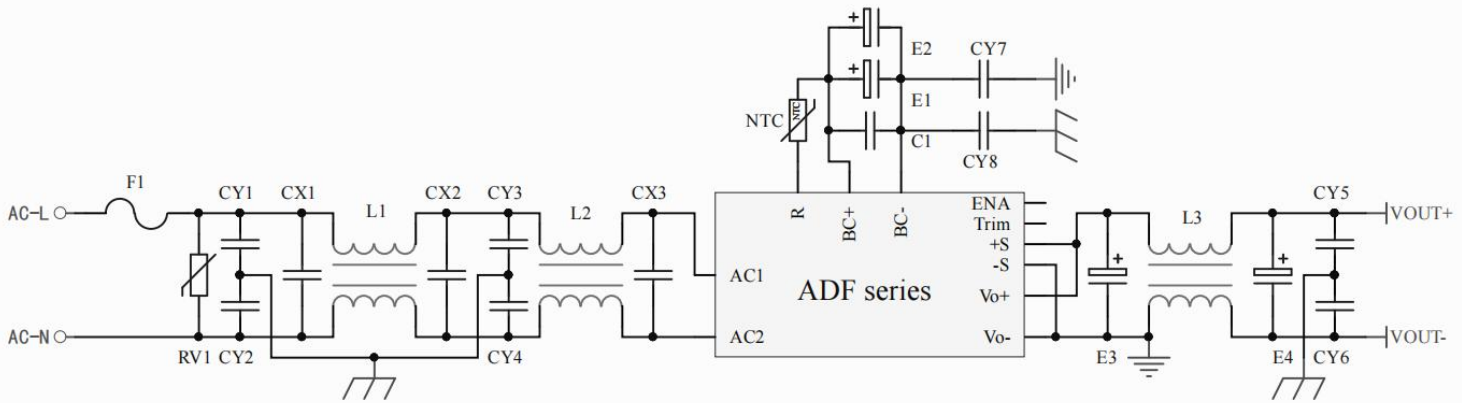 E2
CY7
E1
NTC
NTC
C1
CY8
F1
CY1
CX1
L1
CX2
CY3
L2
CX3
AC-L
R
BC+
BC-
ENA
Trim
+S
-S
Vo+
Vo-
AC1
AC2
ADF series
L3
CY5
VOUT+
AC-N
RV1
CY2
CY4
E3
E4
CY6
VOUT-
+
+
+
+